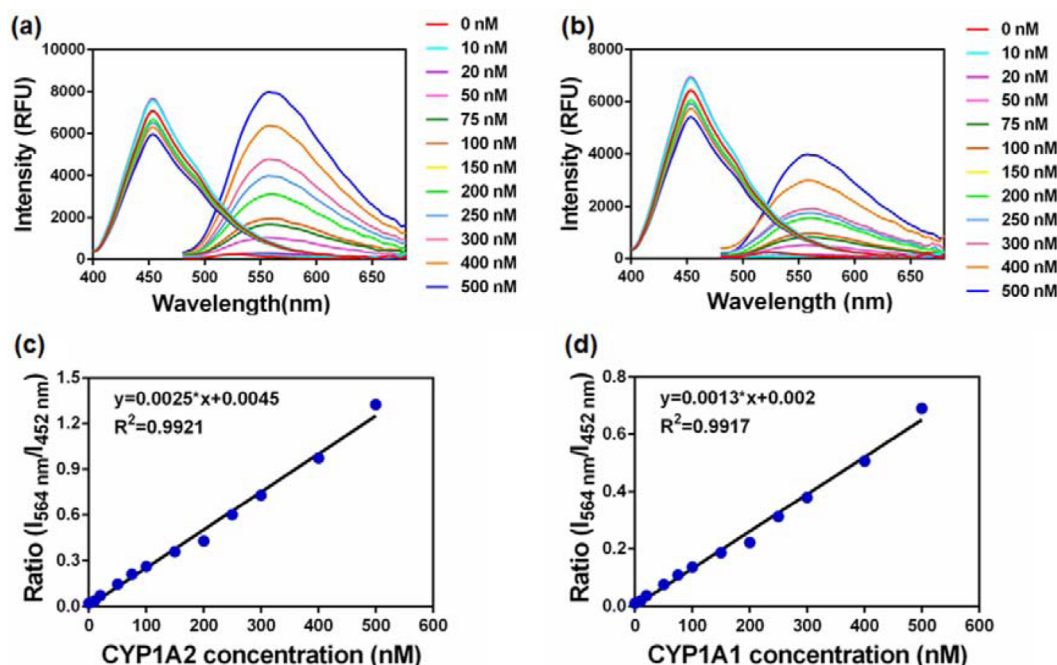 (a)
10000
8000
6000
4000
2000
0
Intensity (RFU)
400 450 500 550 600 650
Wavelength(nm)
0 nM
10 nM
20 nM
50 nM
75 nM
100 nM
150 nM
200 nM
250 nM
300 nM
400 nM
500 nM
(b)
8000
6000
4000
2000
0
Intensity (RFU)
400 450 500 550 600 650
Wavelength (nm)
0 nM
10 nM
20 nM
50 nM
75 nM
100 nM
150 nM
200 nM
250 nM
300 nM
400 nM
500 nM
(c)
1.5
1.2
0.9
0.6
0.3
0.0
Ratio (I564 nm/I452 nm)
y=0.0025*x+0.0045
R²=0.9921
0 100 200 300 400 500 600
CYP1A2 concentration (nM)
(d)
0.8
0.6
0.4
0.2
0.0
Ratio (I564 nm/I452 nm)
y=0.0013*x+0.002
R²=0.9917
0 100 200 300 400 500 600
CYP1A1 concentration (nM)